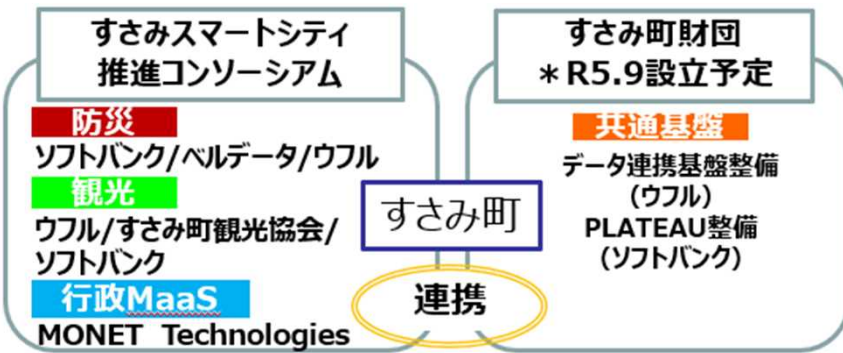 すさみスマートシティ
推進コンソーシアム
防災
ソフトバンク/ベルデータ/ウフル
観光
ウフル/すさみ町観光協会/
ソフトバンク
行政MaaS
MONET Technologies
すさみ町
連携
すさみ町財団
＊R5.9設立予定
共通基盤
データ連携基盤整備
(ウフル)
PLATEAU整備
(ソフトバンク)